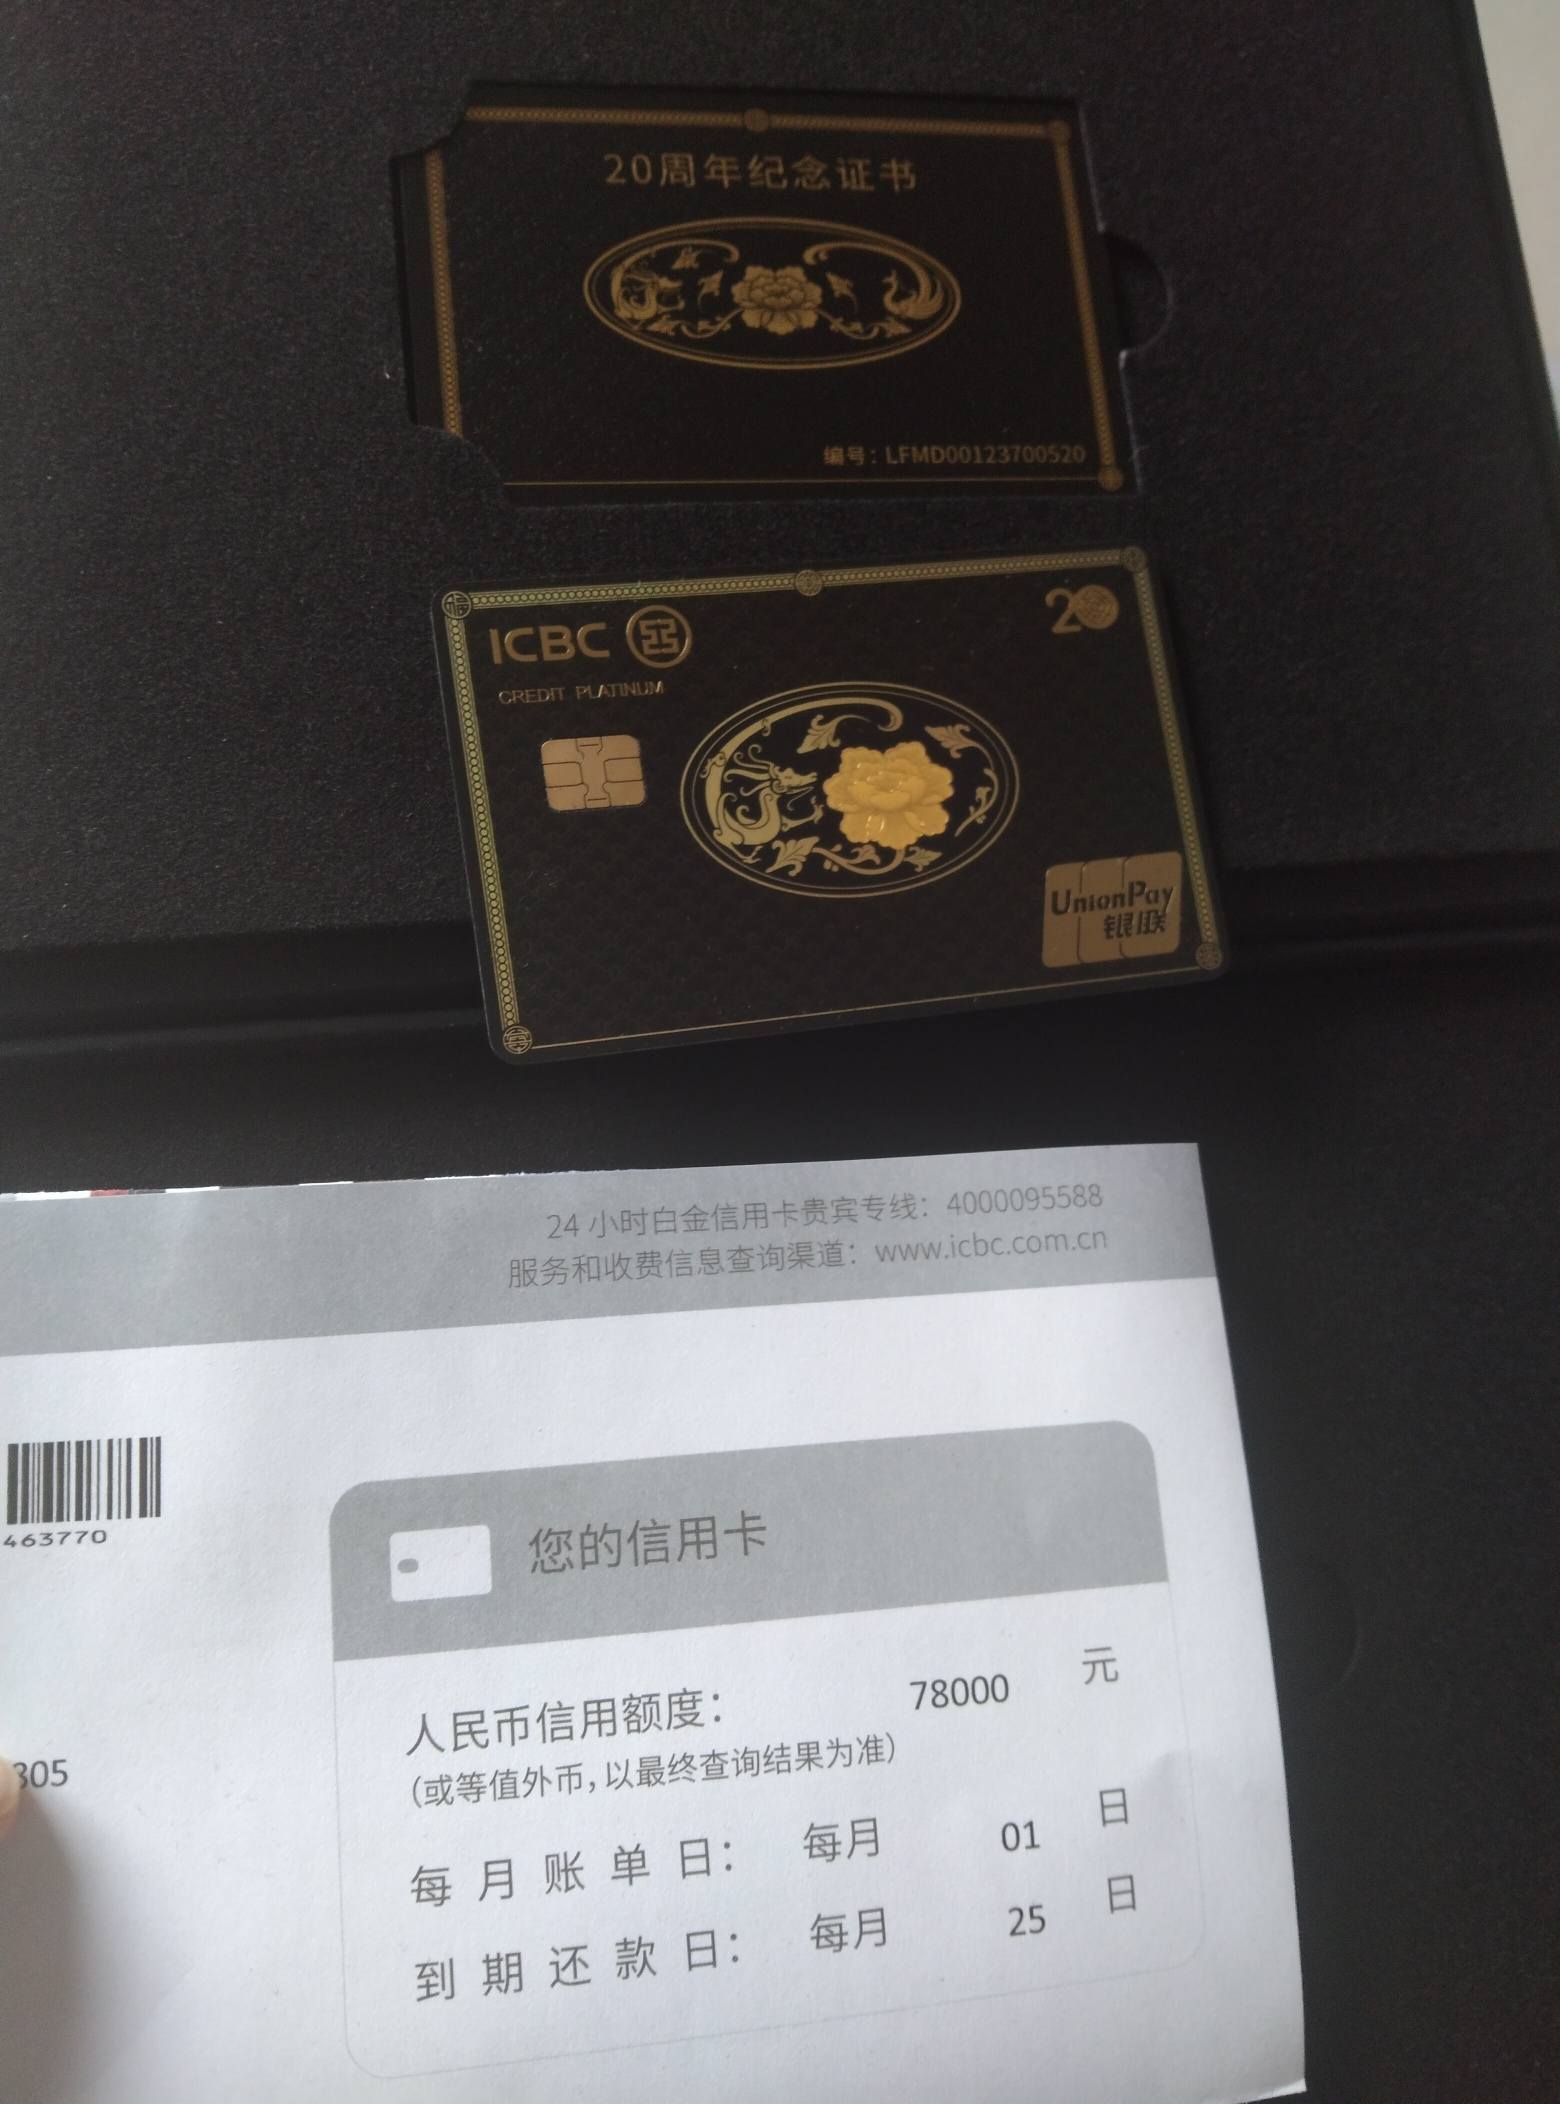 20周年纪念证书
编号：LFMD00123700520
ICBC
20
CREDIT PLATINUM
UnionPay
银联
24 小时白金信用卡贵宾专线：4000095588
服务和收费信息查询渠道：www.icbc.com.cn
463770
您的信用卡
人民币信用额度： 78000 元
（或等值外币，以最终查询结果为准）
805
每月账单日： 每月 01 日
到期还款日： 每月 25 日